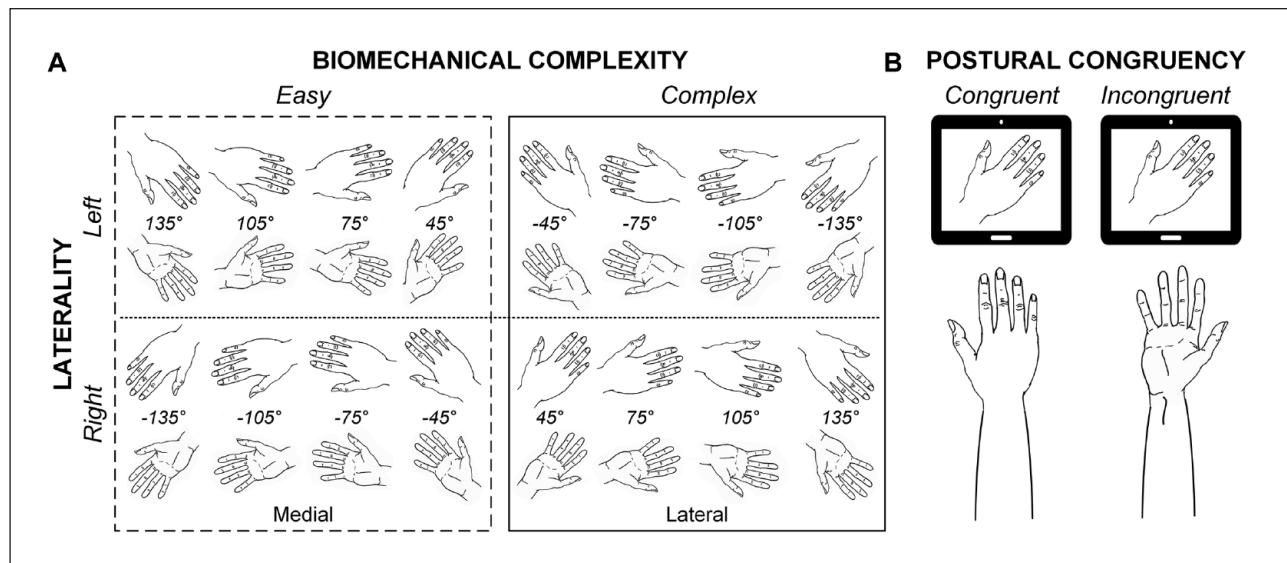 A
BIOMECHANICAL COMPLEXITY
Easy
Complex
LATERALITY
Left
135°
105°
75°
45°
-45°
-75°
-105°
-135°
Right
-135°
-105°
-75°
-45°
45°
75°
105°
135°
Medial
Lateral
B
POSTURAL CONGRUENCY
Congruent
Incongruent